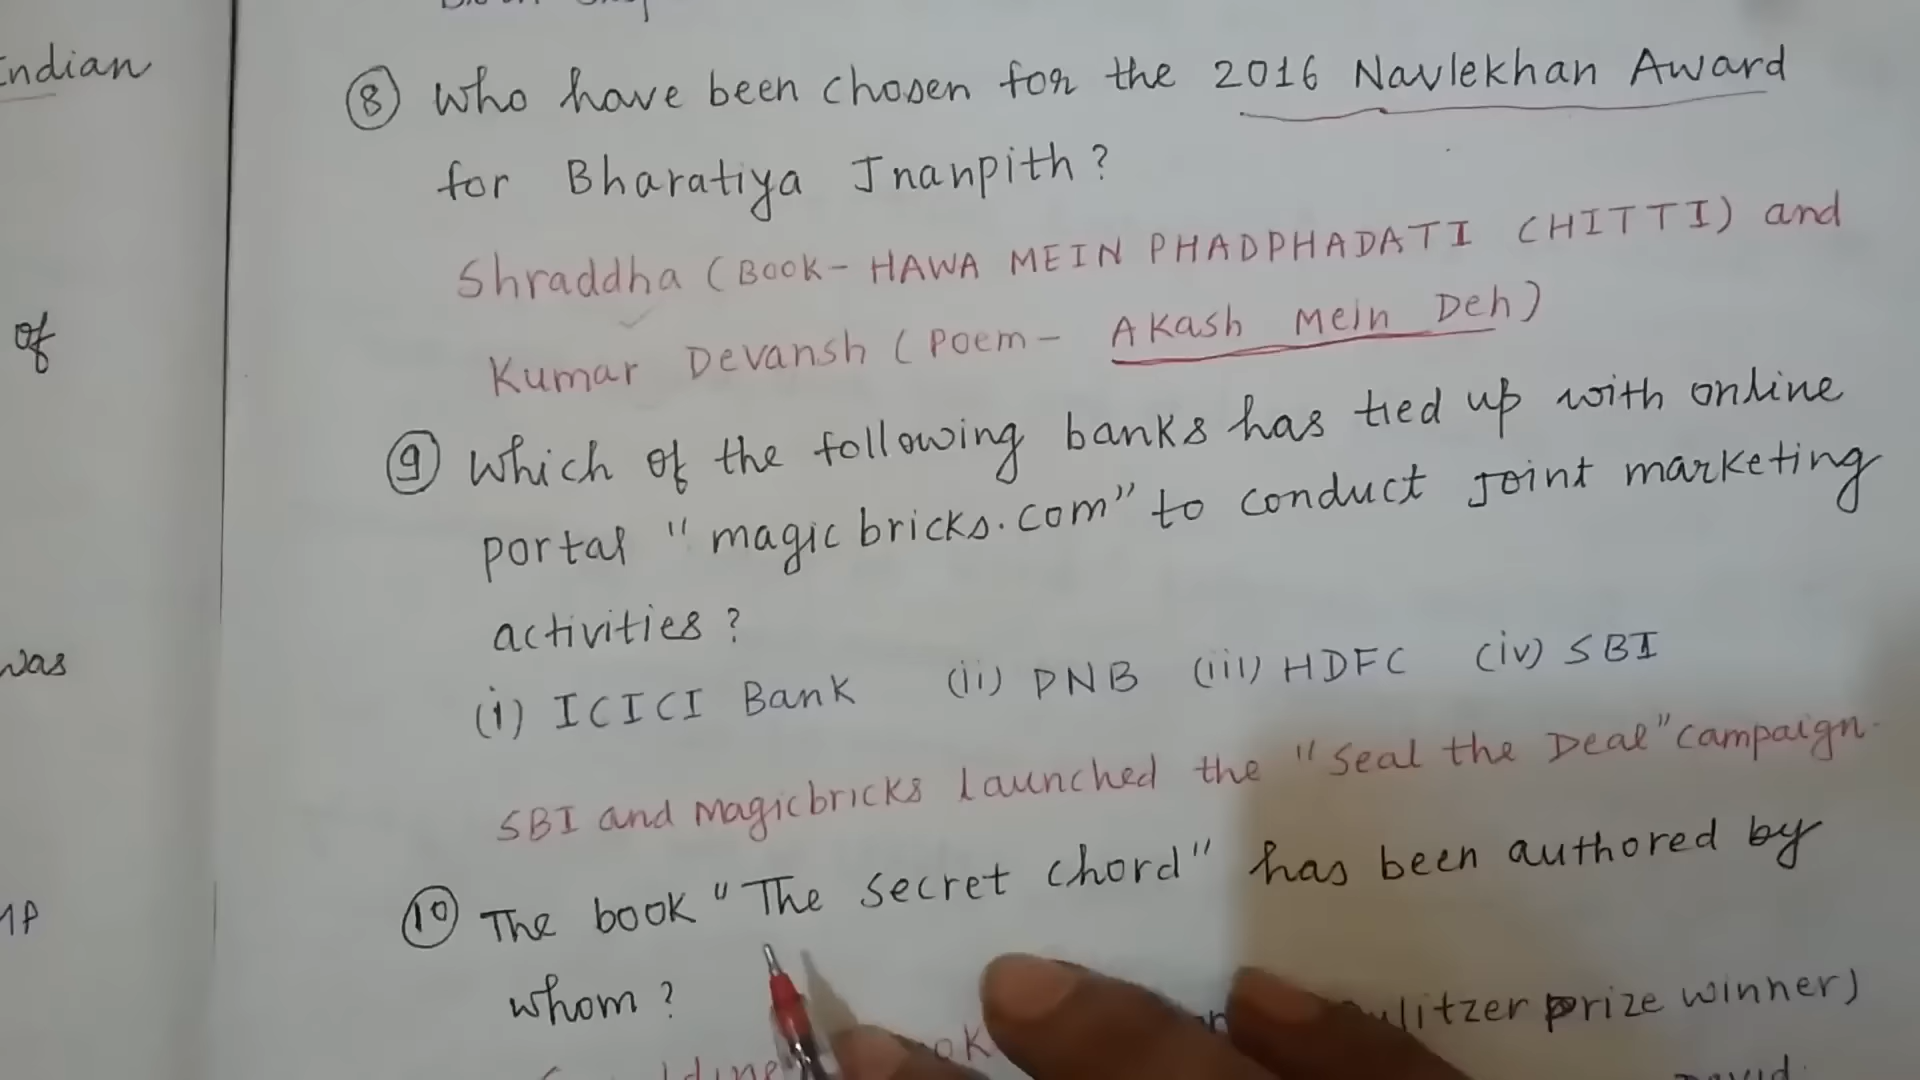 Indian
of
was
⑧ Who have been chosen for the 2016 Navlekhan Award
for Bharatiya Jnanpith?
Shraddha (BOOK- HAWA MEIN PHADPHADATI CHITTI) and
Kumar Devansh (Poem- Akash Mein Deh)
⑨ Which of the following banks has tied up with online
portal "magicbricks.com" to conduct Joint marketing
activities?
(i) ICICI Bank (ii) PNB (iii) HDFC (iv) SBI
SBI and Magicbricks launched the "Seal the Deal" campaign.
⑩ The book "The Secret chord" has been authored by
whom?
prize winner)